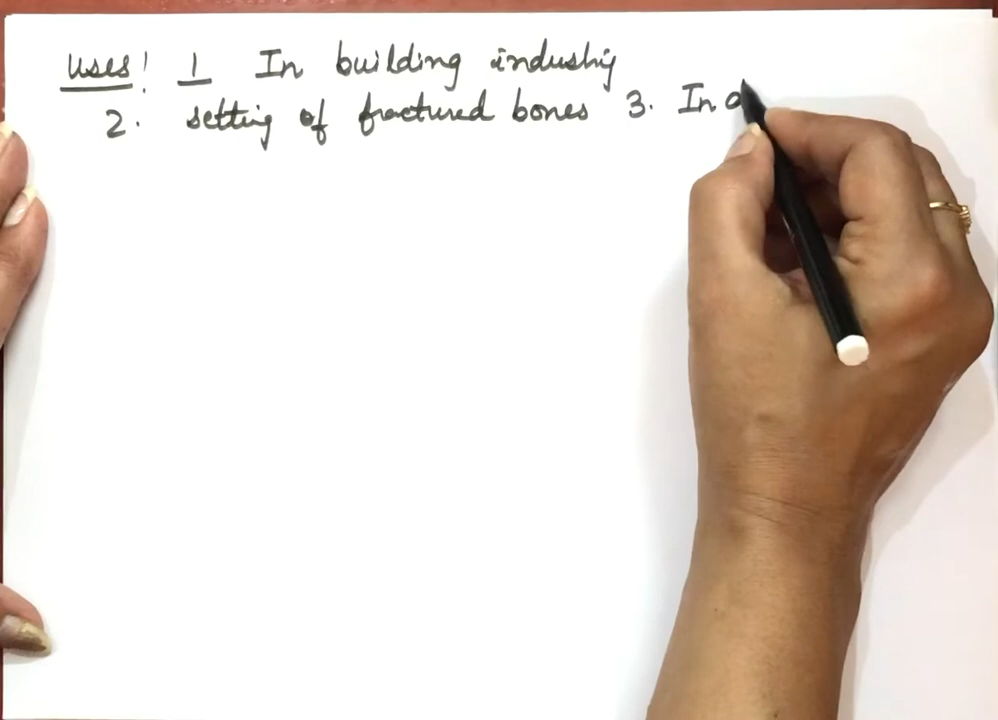 Uses! 1 In building industry
2. setting of fractured bones 3. In